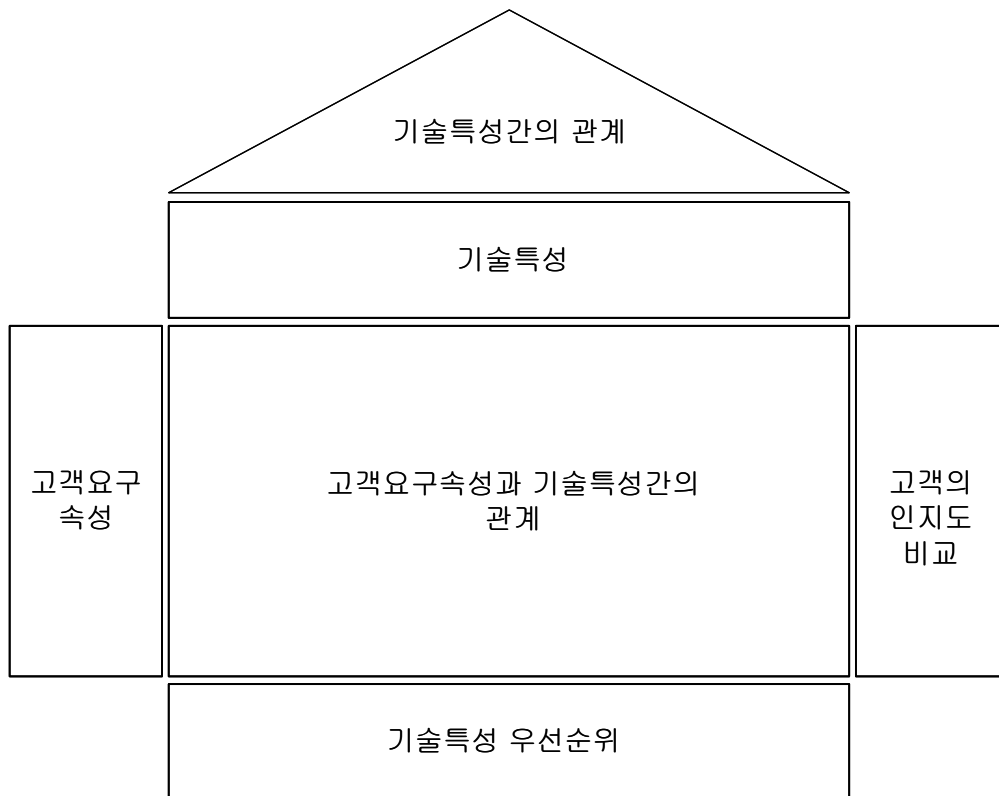 기술특성간의 관계
기술특성
고객요구
속성
고객요구속성과 기술특성간의
관계
고객의
인지도
비교
기술특성 우선순위